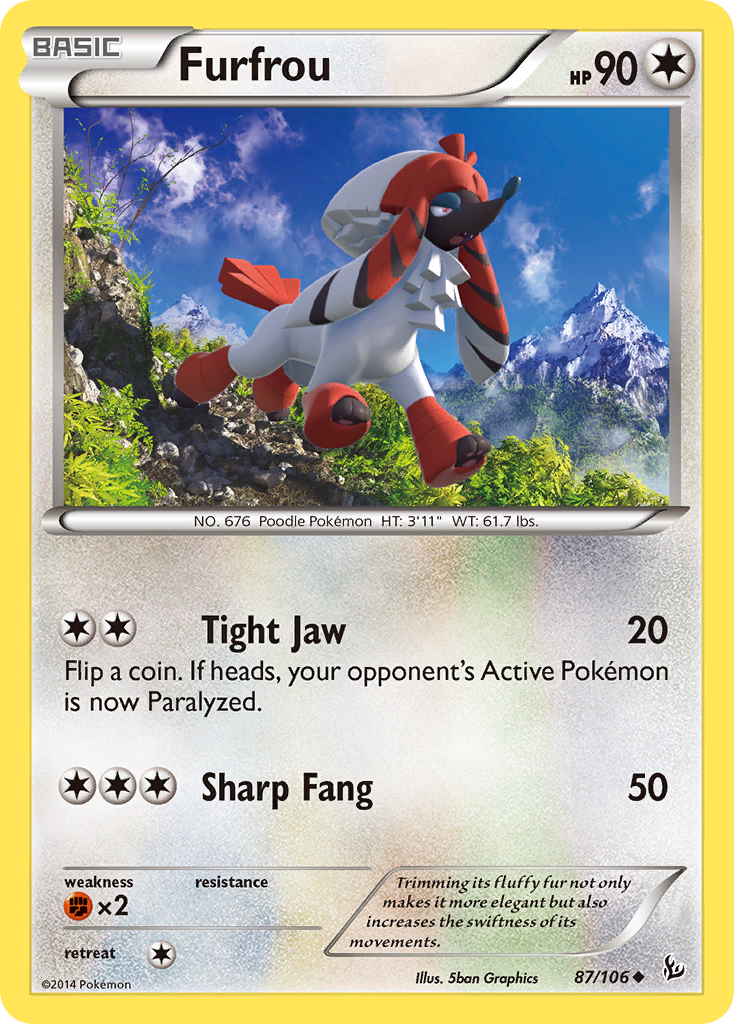 BASIC
Furfrou
HP 90
NO. 676 Poodle Pokémon HT: 3'11" WT: 61.7 lbs.
Tight Jaw 20
Flip a coin. If heads, your opponent's Active Pokémon
is now Paralyzed.
Sharp Fang 50
weakness resistance
×2
retreat
Trimming its fluffy fur not only
makes it more elegant but also
increases the swiftness of its
movements.
Illus. 5ban Graphics 87/106
©2014 Pokémon